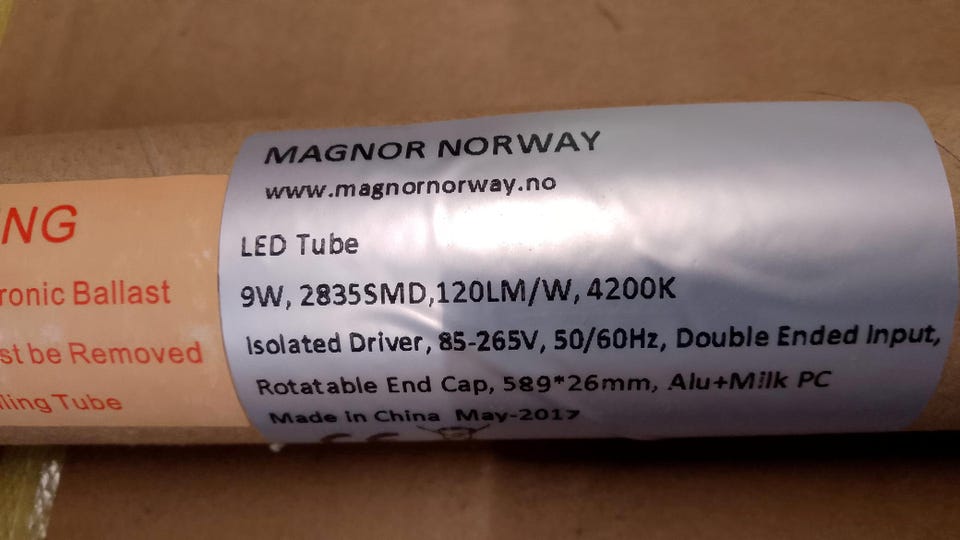 MAGNOR NORWAY
www.magnornorway.no
LED Tube
9W, 2835SMD,120LM/W, 4200K
Isolated Driver, 85-265V, 50/60Hz, Double Ended Input,
Rotatable End Cap, 589*26mm, Alu+Milk PC
Made in China May-2017
NG
ronic Ballast
st be Removed
lling Tube